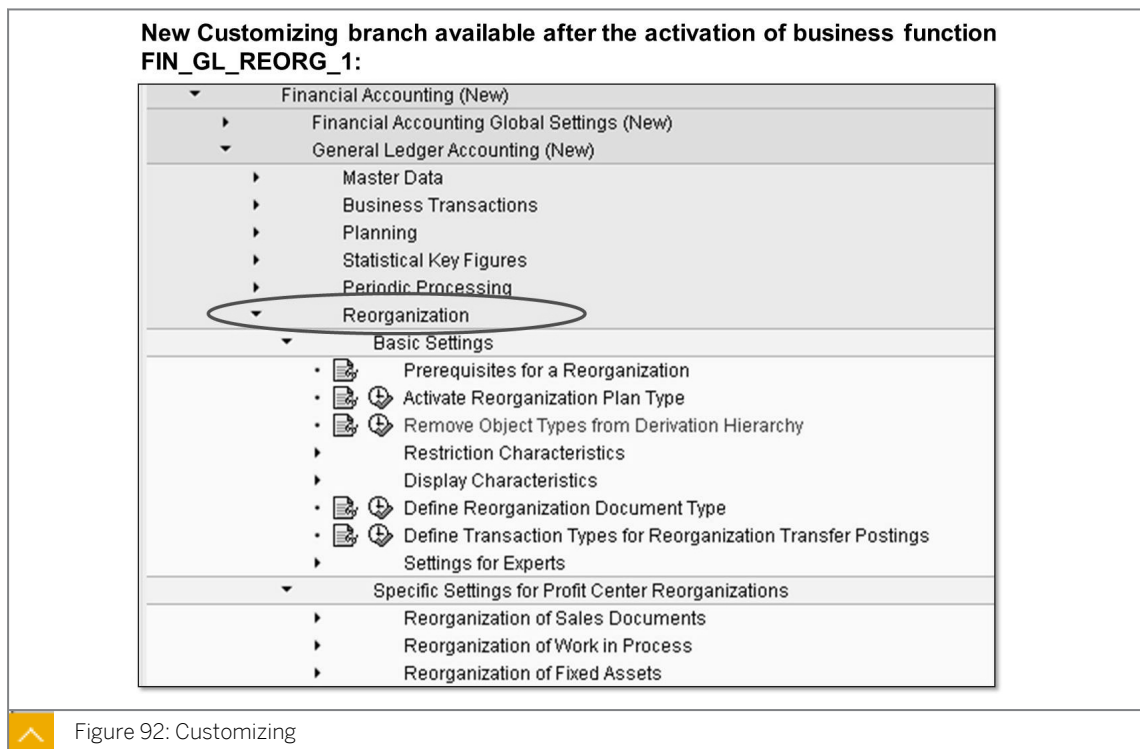 New Customizing branch available after the activation of business function
FIN_GL_REORG_1:
Financial Accounting (New)
Financial Accounting Global Settings (New)
General Ledger Accounting (New)
Master Data
Business Transactions
Planning
Statistical Key Figures
Periodic Processing
Reorganization
Basic Settings
Prerequisites for a Reorganization
Activate Reorganization Plan Type
Remove Object Types from Derivation Hierarchy
Restriction Characteristics
Display Characteristics
Define Reorganization Document Type
Define Transaction Types for Reorganization Transfer Postings
Settings for Experts
Specific Settings for Profit Center Reorganizations
Reorganization of Sales Documents
Reorganization of Work in Process
Reorganization of Fixed Assets
Figure 92: Customizing